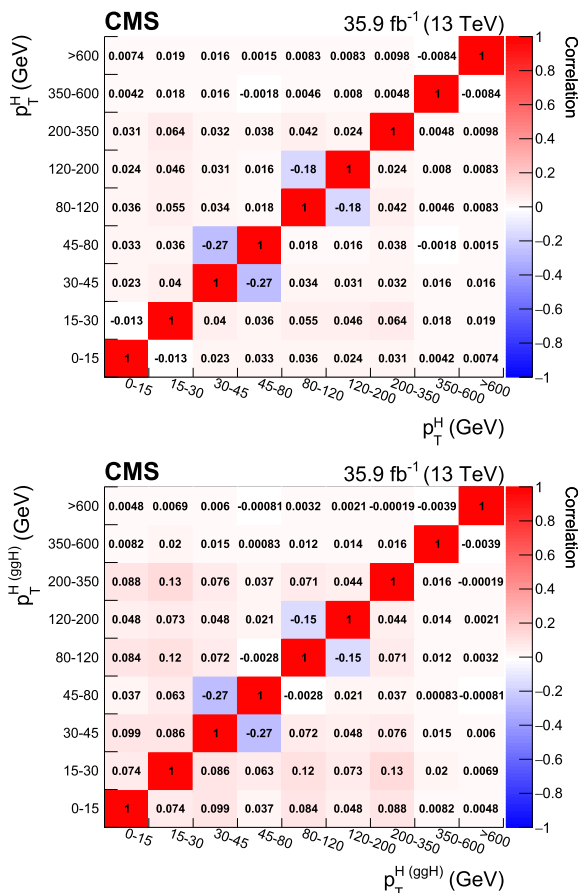 CMS 35.9 fb⁻¹ (13 TeV)
p_T^H (GeV)
>600 0.0074 0.019 0.016 0.0015 0.0083 0.0083 0.0098 -0.0084 1
350-600 0.0042 0.018 0.016 -0.0018 0.0046 0.008 0.0048 1 -0.0084
200-350 0.031 0.064 0.032 0.038 0.042 0.024 1 0.0048 0.0098
120-200 0.024 0.046 0.031 0.016 -0.18 1 0.024 0.008 0.0083
80-120 0.036 0.055 0.034 0.018 1 -0.18 0.042 0.0046 0.0083
45-80 0.033 0.036 -0.27 1 0.018 0.016 0.038 -0.0018 0.0015
30-45 0.023 0.04 1 -0.27 0.034 0.031 0.032 0.016 0.016
15-30 -0.013 1 0.04 0.036 0.055 0.046 0.064 0.018 0.019
0-15 1 -0.013 0.023 0.033 0.036 0.024 0.031 0.0042 0.0074
0-15 15-30 30-45 45-80 80-120 120-200 200-350 350-600 >600
p_T^H (GeV)
1
0.8
0.6
0.4
0.2
0
−0.2
−0.4
−0.6
−0.8
−1
Correlation
CMS 35.9 fb⁻¹ (13 TeV)
p_T^H (ggH) (GeV)
>600 0.0048 0.0069 0.006 -0.00081 0.0032 0.0021 -0.00019 -0.0039 1
350-600 0.0082 0.02 0.015 0.00083 0.012 0.014 0.016 1 -0.0039
200-350 0.088 0.13 0.076 0.037 0.071 0.044 1 0.016 -0.00019
120-200 0.048 0.073 0.048 0.021 -0.15 1 0.044 0.014 0.0021
80-120 0.084 0.12 0.072 -0.0028 1 -0.15 0.071 0.012 0.0032
45-80 0.037 0.063 -0.27 1 -0.0028 0.021 0.037 0.00083 -0.00081
30-45 0.099 0.086 1 -0.27 0.072 0.048 0.076 0.015 0.006
15-30 0.074 1 0.086 0.063 0.12 0.073 0.13 0.02 0.0069
0-15 1 0.074 0.099 0.037 0.084 0.048 0.088 0.0082 0.0048
0-15 15-30 30-45 45-80 80-120 120-200 200-350 350-600 >600
p_T^H (ggH) (GeV)
1
0.8
0.6
0.4
0.2
0
−0.2
−0.4
−0.6
−0.8
−1
Correlation